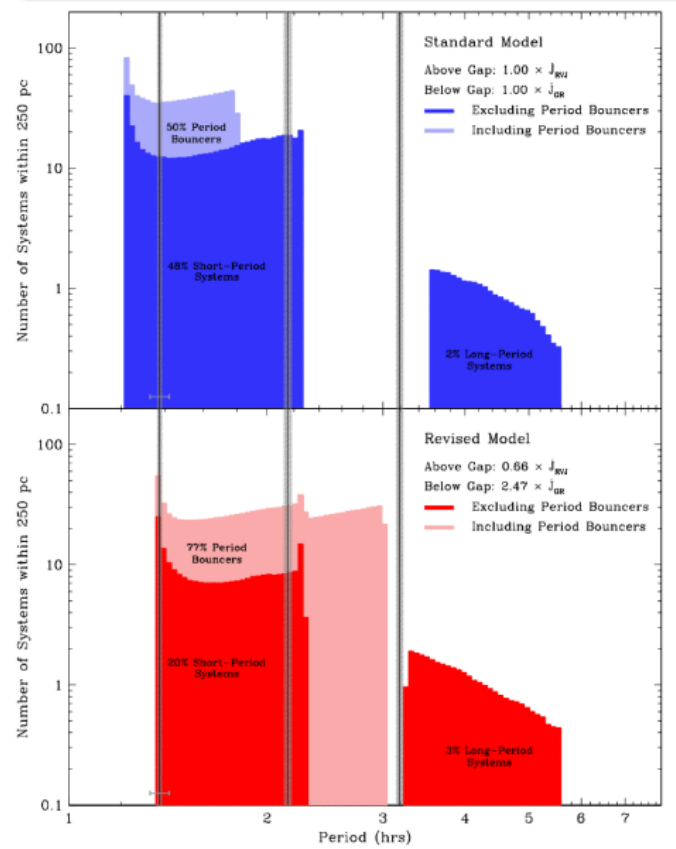 Number of Systems within 250 pc
100
10
1
0.1
Standard Model
Above Gap: 1.00 × J̇RVJ
Below Gap: 1.00 × J̇GR
Excluding Period Bouncers
Including Period Bouncers
50% Period
Bouncers
48% Short-Period
Systems
2% Long-Period
Systems
Number of Systems within 250 pc
100
10
1
0.1
Revised Model
Above Gap: 0.66 × J̇RVJ
Below Gap: 2.47 × J̇GR
Excluding Period Bouncers
Including Period Bouncers
77% Period
Bouncers
20% Short-Period
Systems
3% Long-Period
Systems
1 2 3 4 5 6 7
Period (hrs)